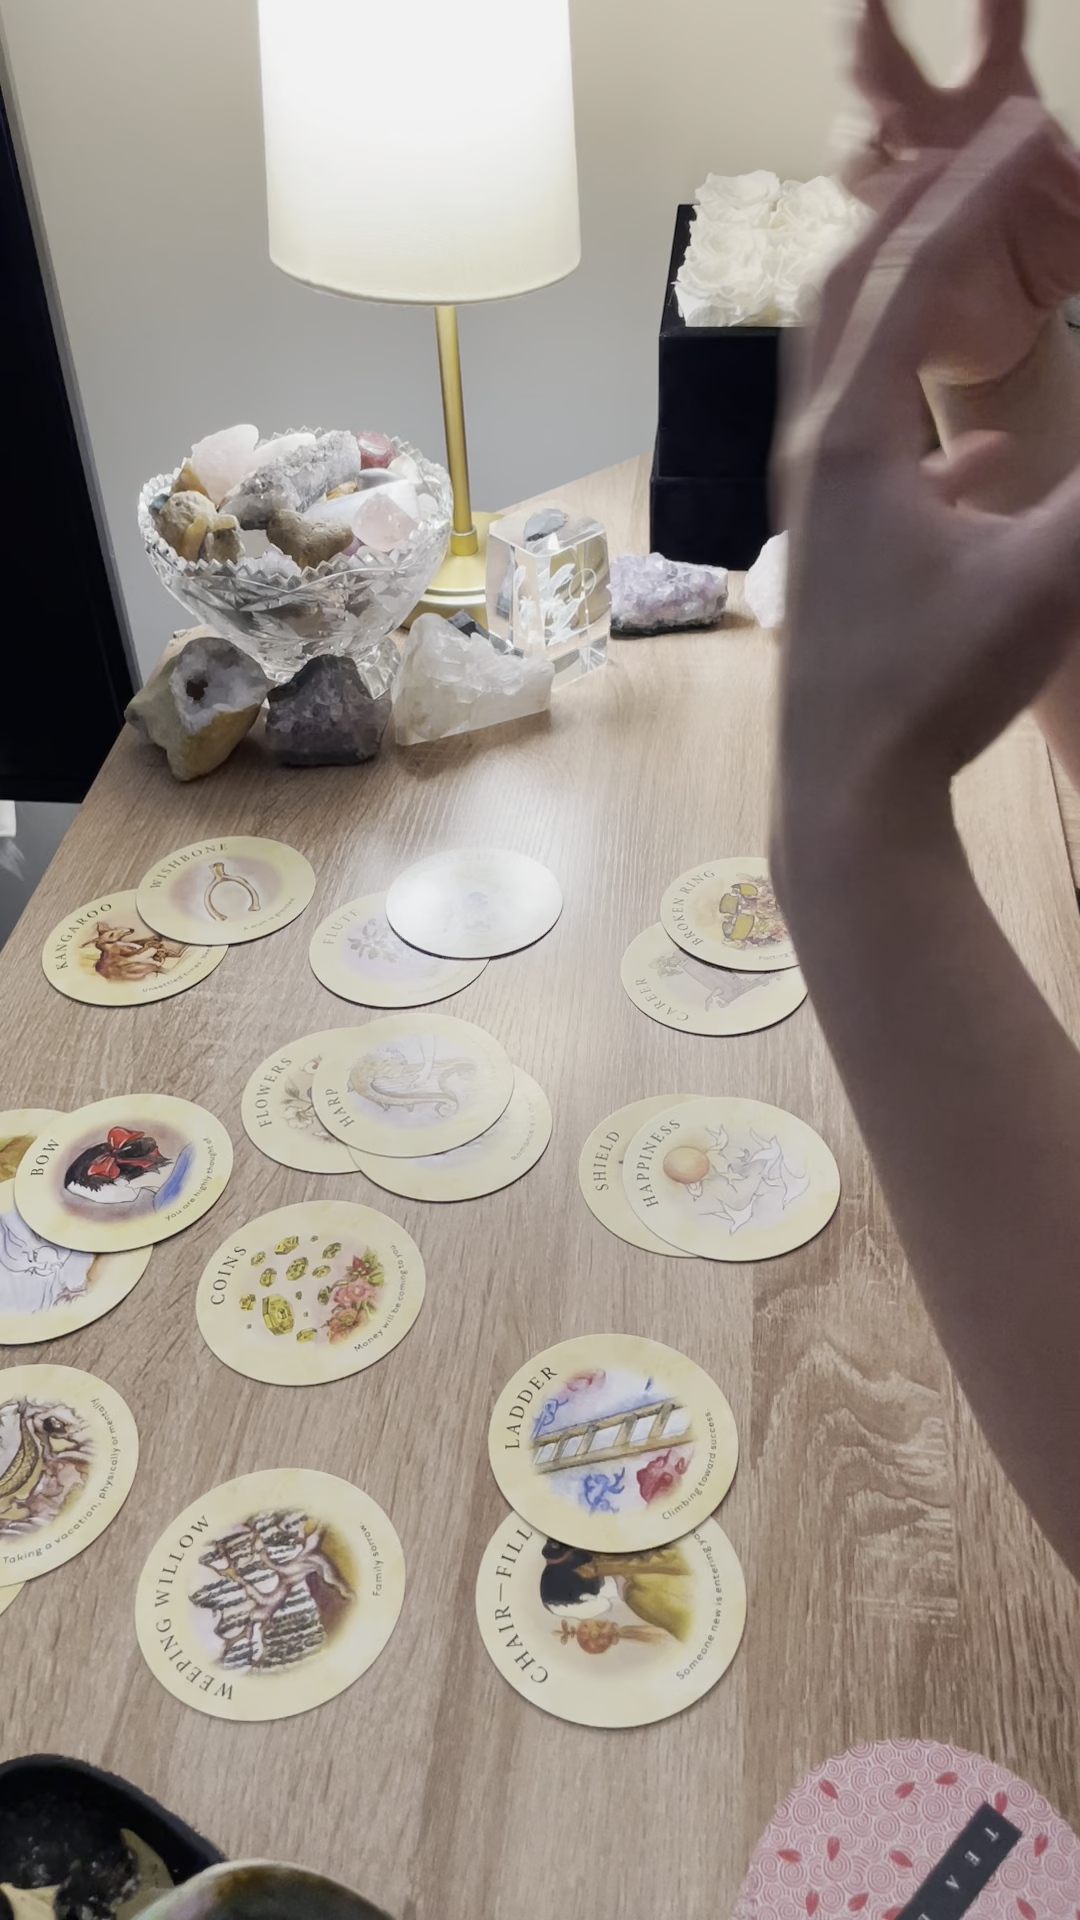 WISHBONE
KANGAROO
FLUTE
BROKEN RING
CAREER
FLOWERS
HARP
BOW
You are highly thought of
SHIELD
HAPPINESS
COINS
Money will be coming to you
LADDER
Climbing toward success
Taking a vacation, physically or mentally
WEEPING WILLOW
Family sorrow.
CHAIR—FILL
Someone new is entering yo
TEA